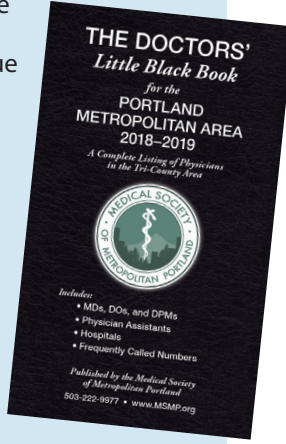 e
ue
THE DOCTORS'
Little Black Book
for the
PORTLAND
METROPOLITAN AREA
2018–2019
A Complete Listing of Physicians
in the Tri-County Area
MEDICAL SOCIETY
OF METROPOLITAN PORTLAND
Includes:
• MDs, DOs, and DPMs
• Physician Assistants
• Hospitals
• Frequently Called Numbers
Published by the Medical Society
of Metropolitan Portland
503-222-9977 • www.MSMP.org